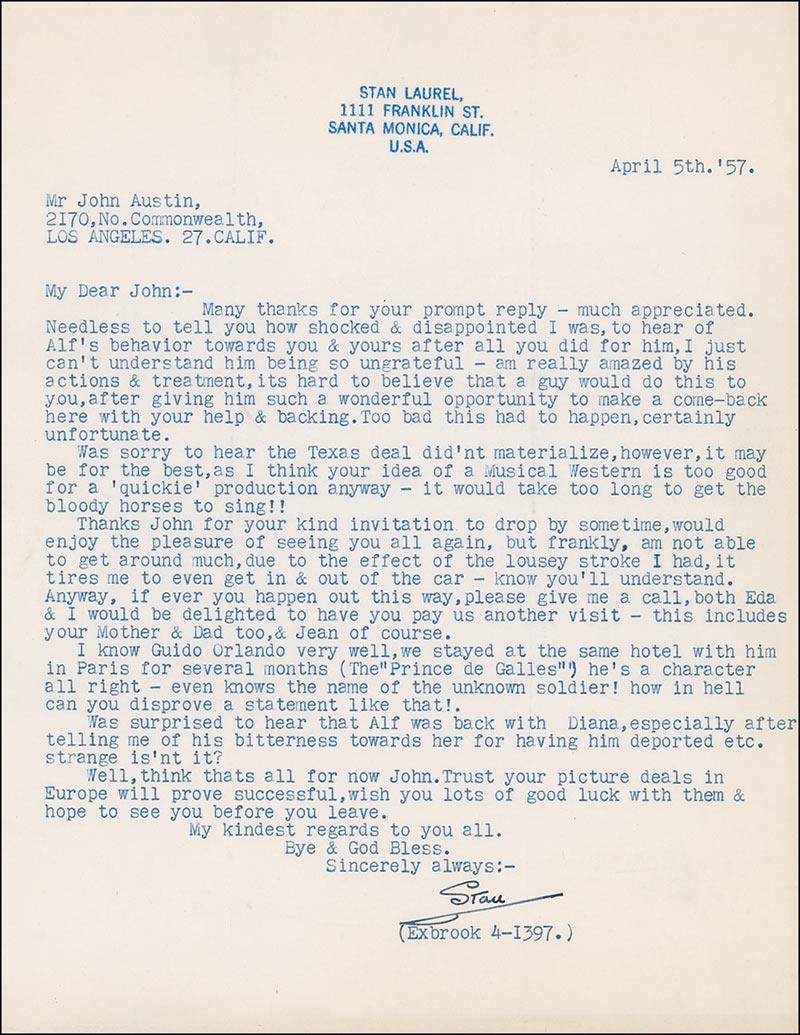 STAN LAUREL,
1111 FRANKLIN ST.
SANTA MONICA, CALIF.
U.S.A.
April 5th.'57.
Mr John Austin,
2I70,No.Commonwealth,
LOS ANGELES. 27.CALIF.
My Dear John:-
Many thanks for your prompt reply - much appreciated.
Needless to tell you how shocked & disappointed I was,to hear of
Alf's behavior towards you & yours after all you did for him,I just
can't understand him being so ungrateful - am really amazed by his
actions & treatment,its hard to believe that a guy would do this to
you,after giving him such a wonderful opportunity to make a come-back
here with your help & backing.Too bad this had to happen,certainly
unfortunate.
Was sorry to hear the Texas deal did'nt materialize,however,it may
be for the best,as I think your idea of a Musical Western is too good
for a 'quickie' production anyway - it would take too long to get the
bloody horses to sing!!
Thanks John for your kind invitation to drop by sometime,would
enjoy the pleasure of seeing you all again, but frankly, am not able
to get around much,due to the effect of the lousey stroke I had,it
tires me to even get in & out of the car - know you'll understand.
Anyway, if ever you happen out this way,please give me a call,both Eda
& I would be delighted to have you pay us another visit - this includes
your Mother & Dad too,& Jean of course.
I know Guido Orlando very well,we stayed at the same hotel with him
in Paris for several months (The"Prince de Galles"') he's a character
all right - even knows the name of the unknown soldier! how in hell
can you disprove a statement like that!.
Was surprised to hear that Alf was back with Diana,especially after
telling me of his bitterness towards her for having him deported etc.
strange is'nt it?
Well,think thats all for now John.Trust your picture deals in
Europe will prove successful,wish you lots of good luck with them &
hope to see you before you leave.
My kindest regards to you all.
Bye & God Bless.
Sincerely always:-
Stan
(Exbrook 4-I397.)